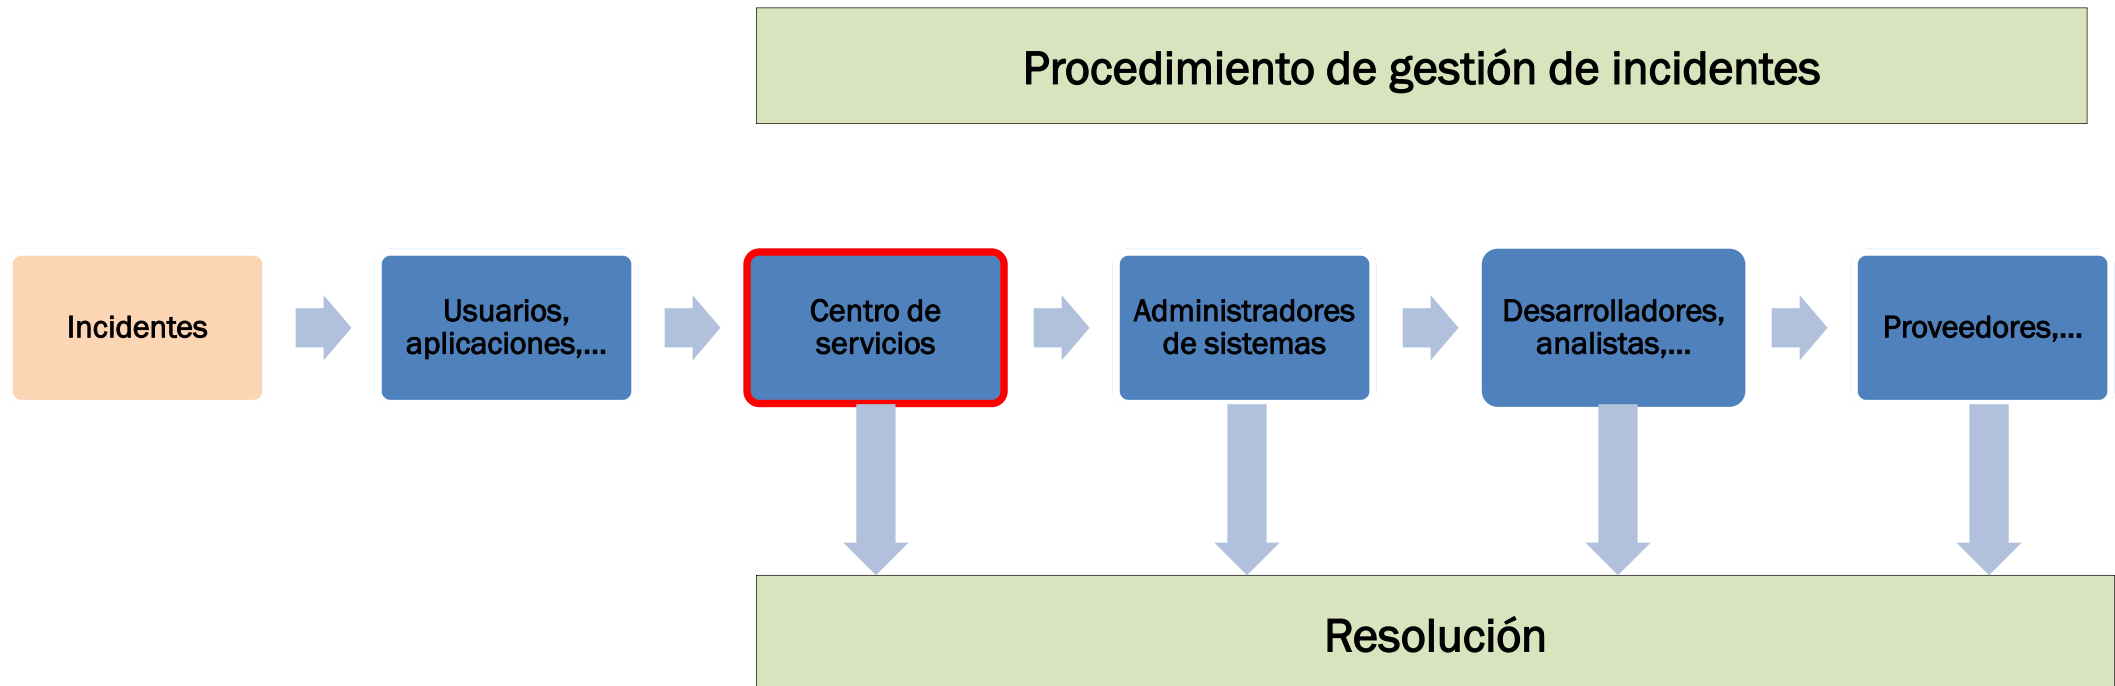 Procedimiento de gestión de incidentes
Incidentes
Usuarios,
aplicaciones,...
Centro de
servicios
Administradores
de sistemas
Desarrolladores,
analistas,...
Proveedores,...
Resolución